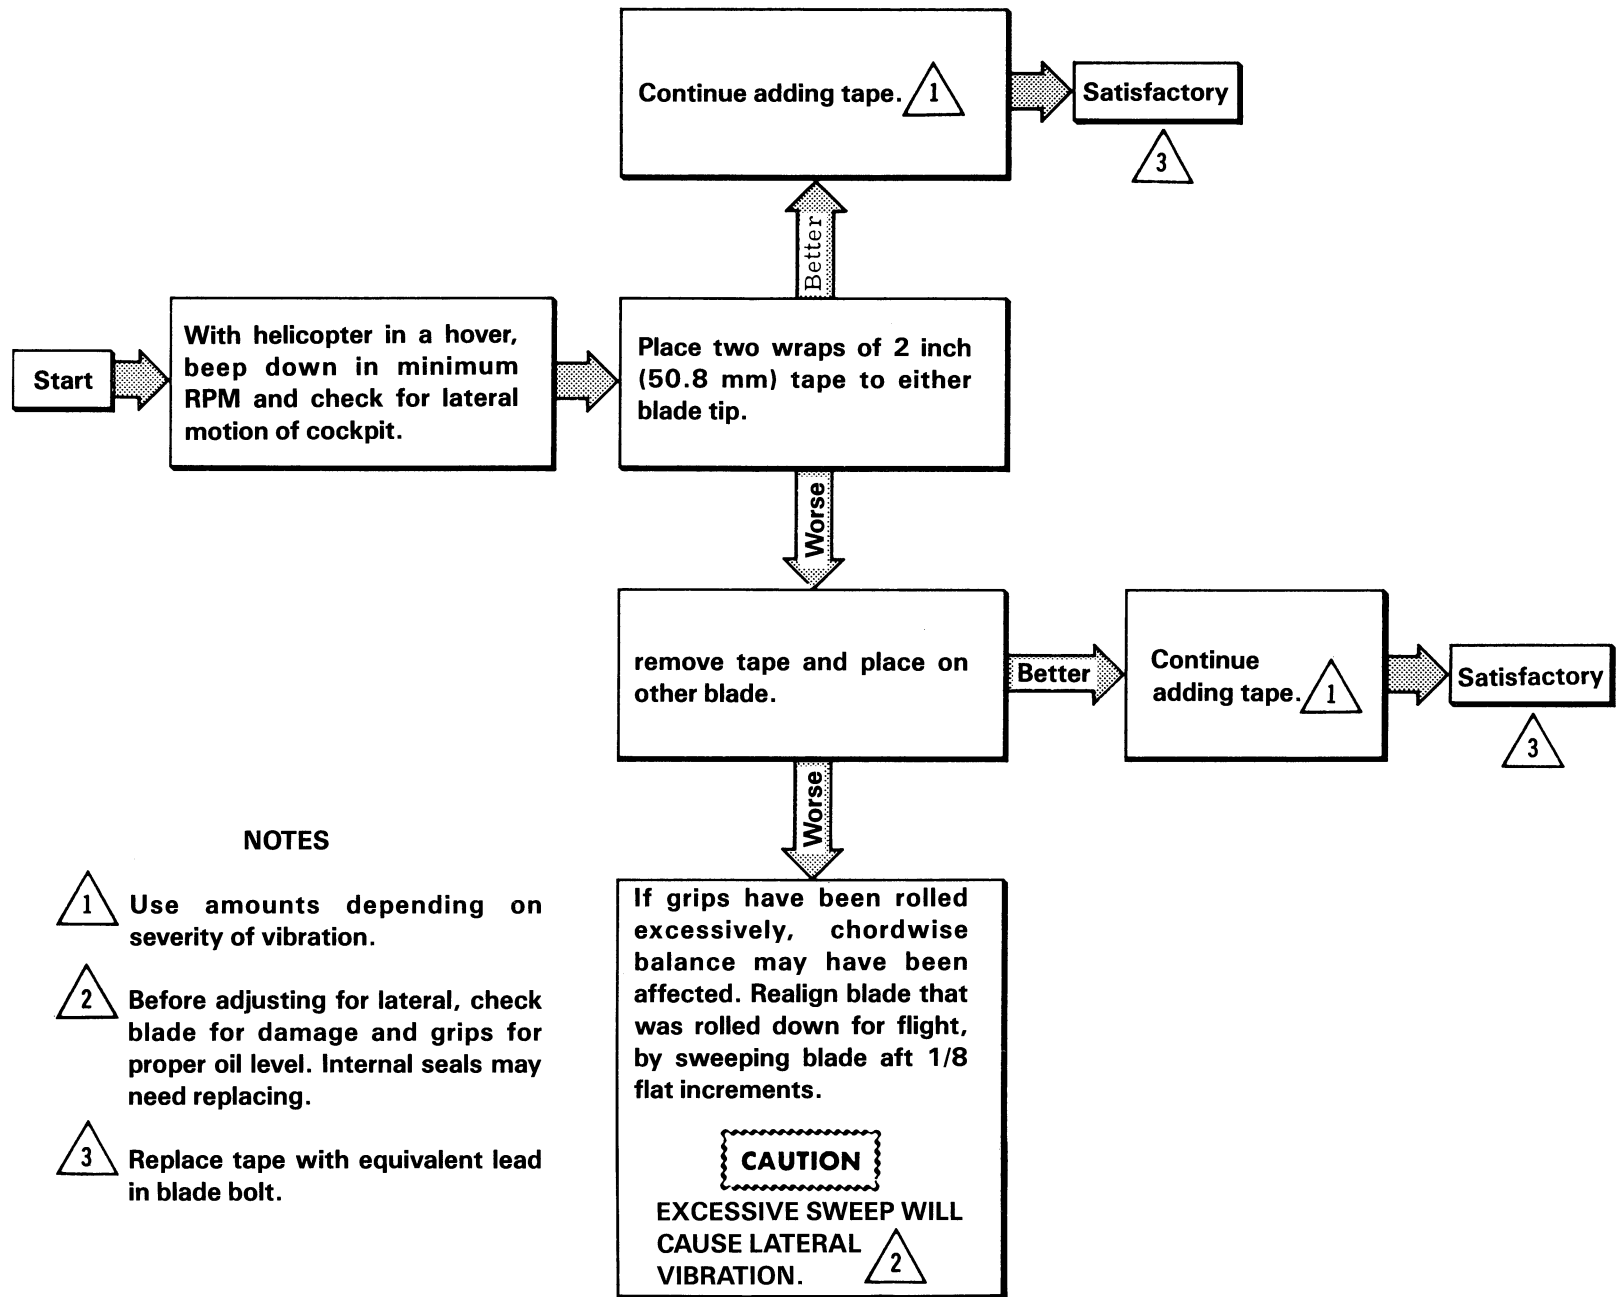 Continue adding tape. 1
Satisfactory
3
Better
Start
With helicopter in a hover,
beep down in minimum
RPM and check for lateral
motion of cockpit.
Place two wraps of 2 inch
(50.8 mm) tape to either
blade tip.
Worse
remove tape and place on
other blade.
Better
Continue
adding tape. 1
Satisfactory
3
Worse
If grips have been rolled
excessively, chordwise
balance may have been
affected. Realign blade that
was rolled down for flight,
by sweeping blade aft 1/8
flat increments.
CAUTION
EXCESSIVE SWEEP WILL
CAUSE LATERAL
VIBRATION. 2
NOTES
1 Use amounts depending on
severity of vibration.
2 Before adjusting for lateral, check
blade for damage and grips for
proper oil level. Internal seals may
need replacing.
3 Replace tape with equivalent lead
in blade bolt.